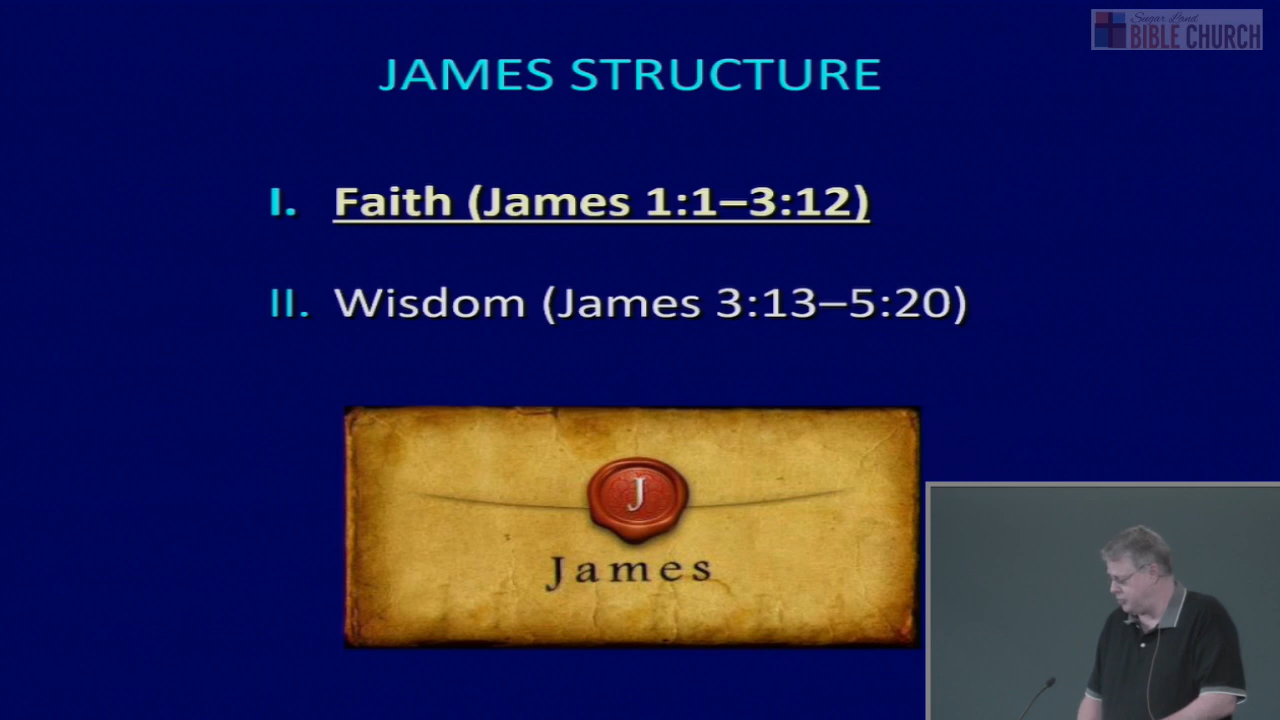 Sugar Land
BIBLE CHURCH
JAMES STRUCTURE
I. Faith (James 1:1–3:12)
II. Wisdom (James 3:13–5:20)
J
James